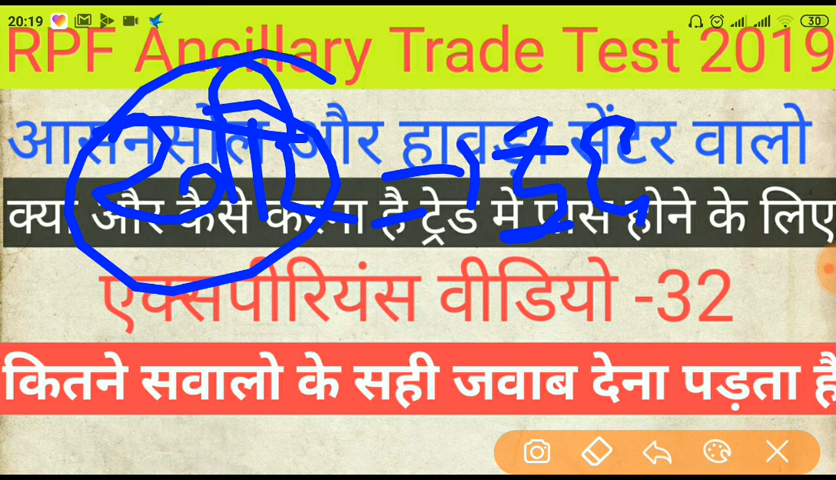 20:19 30
RPF Ancillary Trade Test 2019
आसनसोल और हावड़ा सेंटर वालो
क्या और कैसे करना है ट्रेड में पास होने के लिए
एक्सपीरियंस वीडियो -32
कितने सवालो के सही जवाब देना पड़ता है